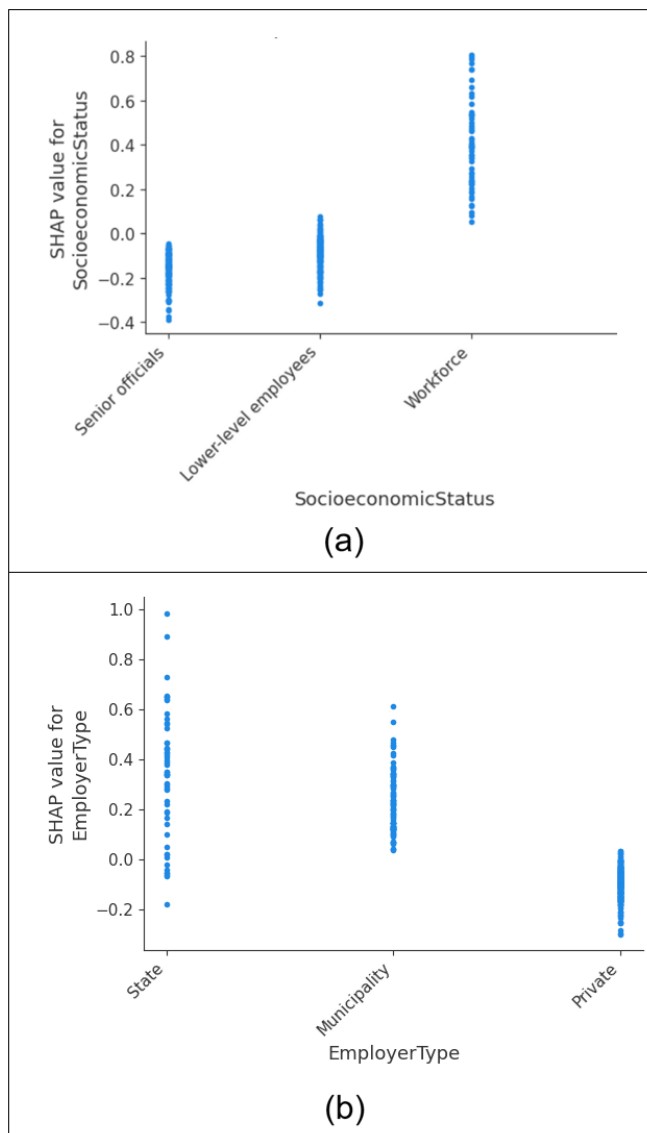 0.8
0.6
0.4
0.2
0.0
−0.2
−0.4
SHAP value for
SocioeconomicStatus
Senior officials
Lower-level employees
Workforce
SocioeconomicStatus
(a)
1.0
0.8
0.6
0.4
0.2
0.0
−0.2
SHAP value for
EmployerType
State
Municipality
Private
EmployerType
(b)